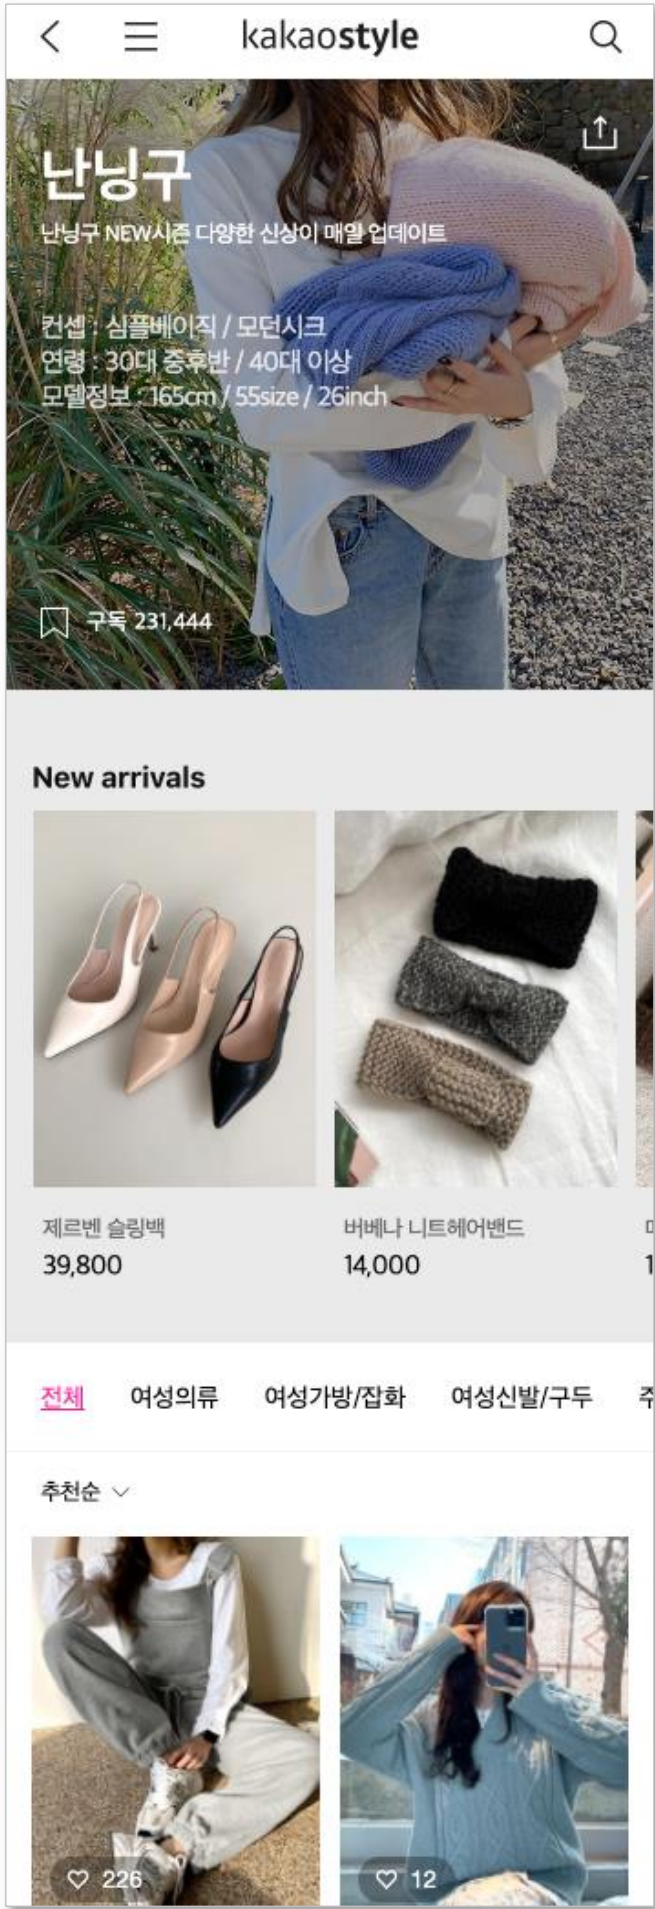 kakaostyle
난닝구
난닝구 NEW시즌 다양한 신상이 매일 업데이트
컨셉 : 심플베이직 / 모던시크
연령 : 30대 중후반 / 40대 이상
모델정보 : 165cm / 55size / 26inch
구독 231,444
New arrivals
제르벤 슬링백
버베나 니트헤어밴드
39,800
14,000
전체 여성의류 여성가방/잡화 여성신발/구두
추천순
226
12